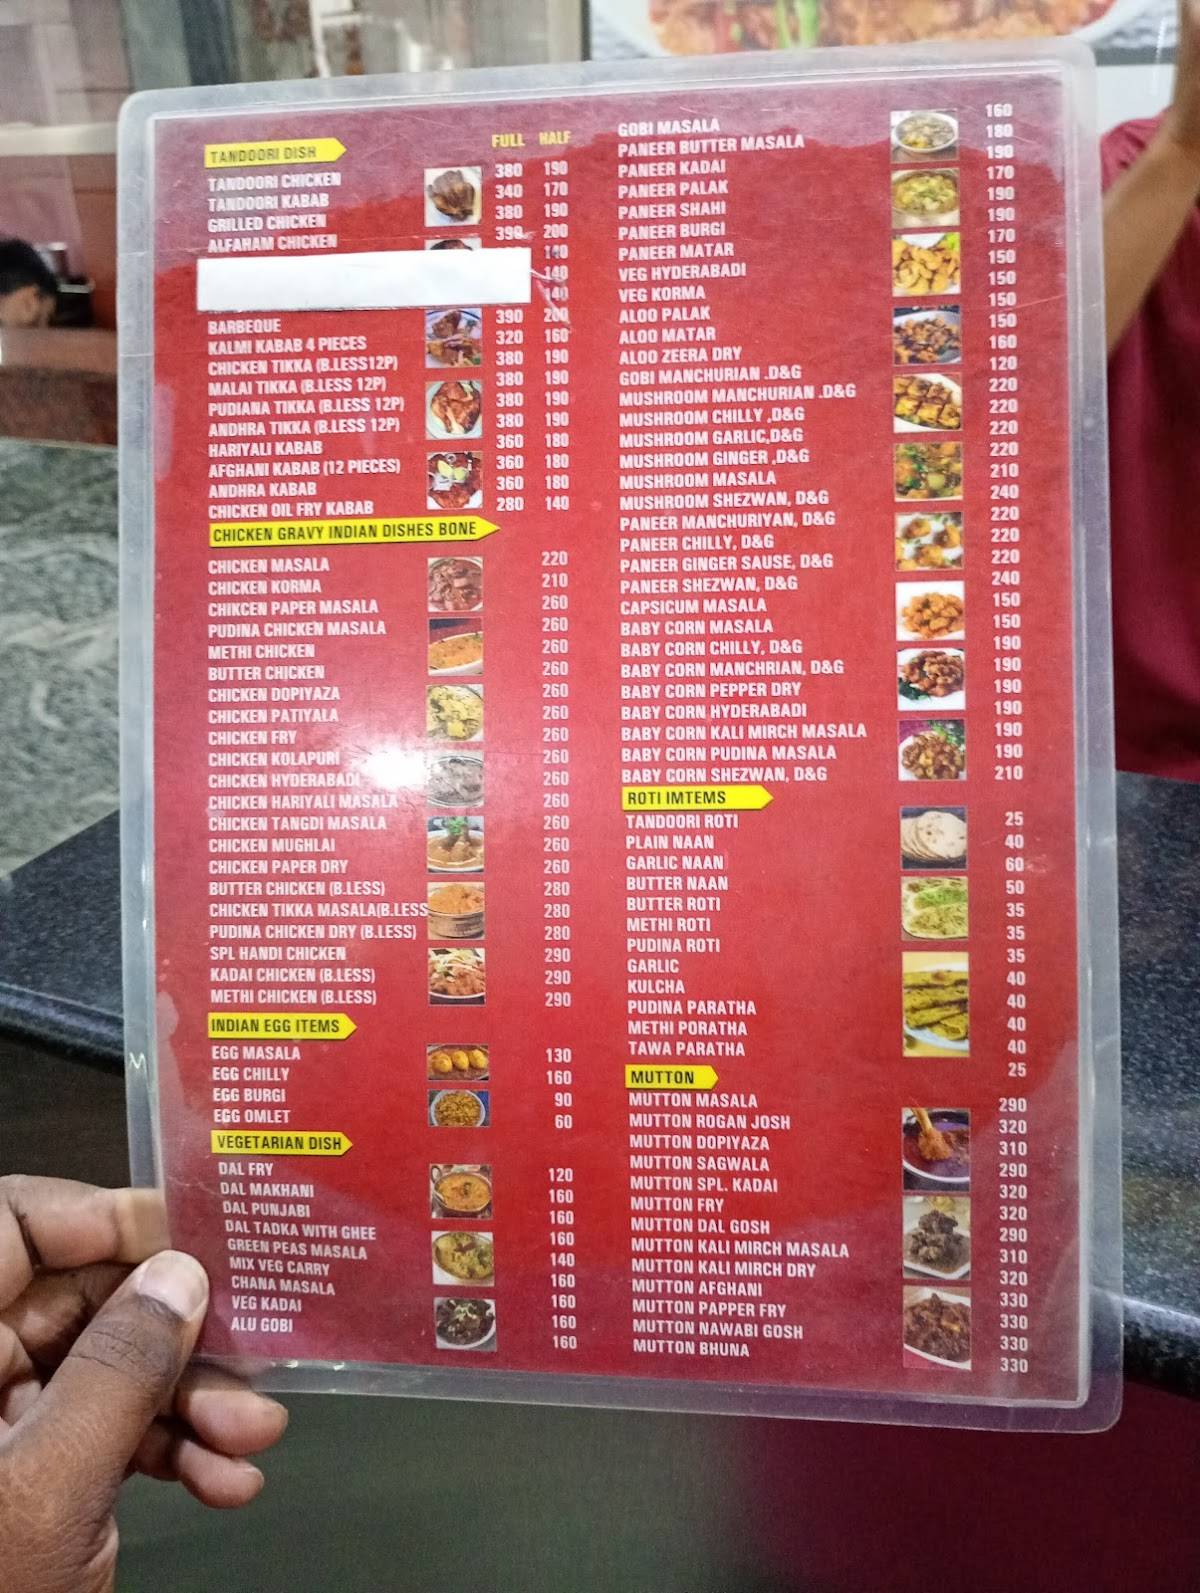 TANDOORI DISH FULL HALF
TANDOORI CHICKEN 380 190
TANDOORI KABAB 340 170
GRILLED CHICKEN 380 190
ALFAHAM CHICKEN 390 200
140
140
140
BARBEQUE 390 200
KALMI KABAB 4 PIECES 320 160
CHICKEN TIKKA (B.LESS12P) 380 190
MALAI TIKKA (B.LESS 12P) 380 190
PUDIANA TIKKA (B.LESS 12P) 380 190
ANDHRA TIKKA (B.LESS 12P) 380 190
HARIYALI KABAB 360 180
AFGHANI KABAB (12 PIECES) 360 180
ANDHRA KABAB 360 180
CHICKEN OIL FRY KABAB 280 140
CHICKEN GRAVY INDIAN DISHES BONE
CHICKEN MASALA 220
CHICKEN KORMA 210
CHIKCEN PAPER MASALA 260
PUDINA CHICKEN MASALA 260
METHI CHICKEN 260
BUTTER CHICKEN 260
CHICKEN DOPIYAZA 260
CHICKEN PATIYALA 260
CHICKEN FRY 260
CHICKEN KOLAPURI 260
CHICKEN HYDERABADI 260
CHICKEN HARIYALI MASALA 260
CHICKEN TANGDI MASALA 260
CHICKEN MUGHLAI 260
CHICKEN PAPER DRY 260
BUTTER CHICKEN (B.LESS) 280
CHICKEN TIKKA MASALA(B.LESS 280
PUDINA CHICKEN DRY (B.LESS) 280
SPL HANDI CHICKEN 290
KADAI CHICKEN (B.LESS) 290
METHI CHICKEN (B.LESS) 290
INDIAN EGG ITEMS
EGG MASALA 130
EGG CHILLY 160
EGG BURGI 90
EGG OMLET 60
VEGETARIAN DISH
DAL FRY 120
DAL MAKHANI 160
DAL PUNJABI 160
DAL TADKA WITH GHEE 160
GREEN PEAS MASALA 140
MIX VEG CARRY 160
CHANA MASALA 160
VEG KADAI 160
ALU GOBI 160
GOBI MASALA 160
PANEER BUTTER MASALA 180
PANEER KADAI 190
PANEER PALAK 170
PANEER SHAHI 190
PANEER BURGI 190
PANEER MATAR 170
VEG HYDERABADI 150
VEG KORMA 150
ALOO PALAK 150
ALOO MATAR 150
ALOO ZEERA DRY 160
GOBI MANCHURIAN .D&G 120
MUSHROOM MANCHURIAN .D&G 220
MUSHROOM CHILLY ,D&G 220
MUSHROOM GARLIC,D&G 220
MUSHROOM GINGER ,D&G 220
MUSHROOM MASALA 210
MUSHROOM SHEZWAN, D&G 240
PANEER MANCHURIYAN, D&G 220
PANEER CHILLY, D&G 220
PANEER GINGER SAUSE, D&G 220
PANEER SHEZWAN, D&G 240
CAPSICUM MASALA 150
BABY CORN MASALA 150
BABY CORN CHILLY, D&G 190
BABY CORN MANCHRIAN, D&G 190
BABY CORN PEPPER DRY 190
BABY CORN HYDERABADI 190
BABY CORN KALI MIRCH MASALA 190
BABY CORN PUDINA MASALA 190
BABY CORN SHEZWAN, D&G 210
ROTI IMTEMS
TANDOORI ROTI 25
PLAIN NAAN 40
GARLIC NAAN 60
BUTTER NAAN 50
BUTTER ROTI 35
METHI ROTI 35
PUDINA ROTI 35
GARLIC 40
KULCHA 40
PUDINA PARATHA 40
METHI PORATHA 40
TAWA PARATHA 25
MUTTON
MUTTON MASALA 290
MUTTON ROGAN JOSH 320
MUTTON DOPIYAZA 310
MUTTON SAGWALA 290
MUTTON SPL. KADAI 320
MUTTON FRY 320
MUTTON DAL GOSH 290
MUTTON KALI MIRCH MASALA 310
MUTTON KALI MIRCH DRY 320
MUTTON AFGHANI 330
MUTTON PAPPER FRY 330
MUTTON NAWABI GOSH 330
MUTTON BHUNA 330